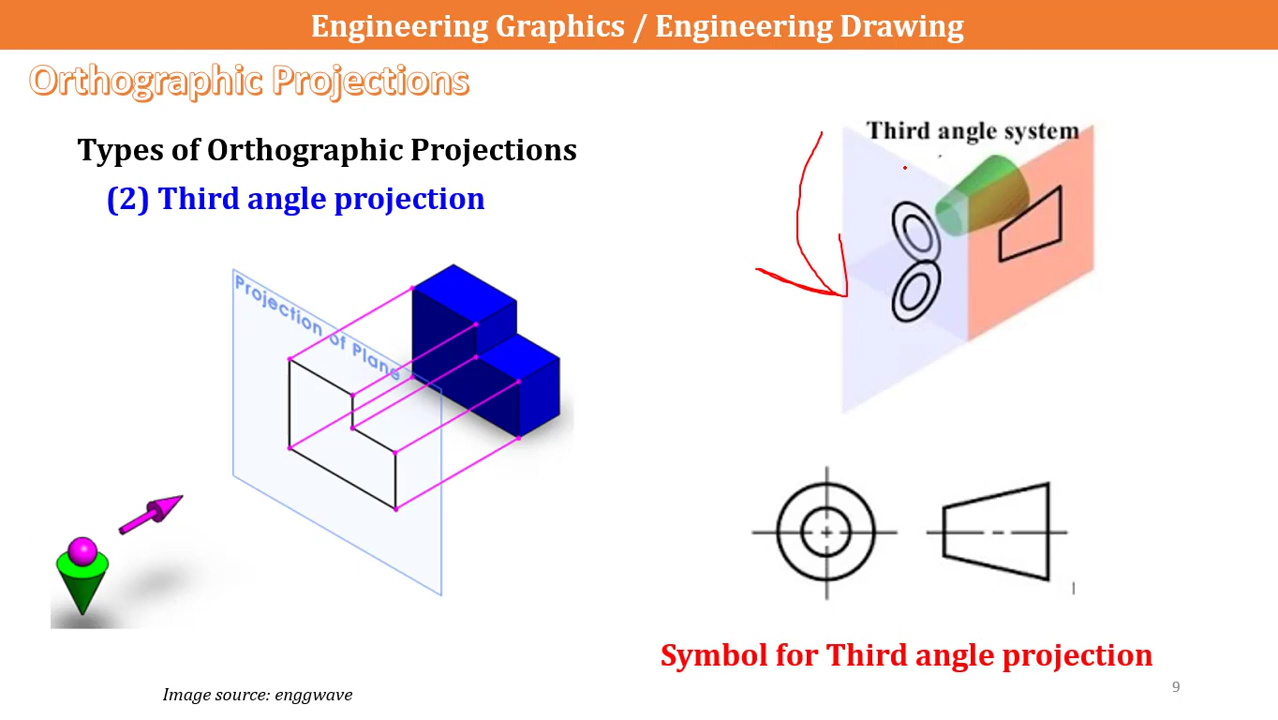 Engineering Graphics / Engineering Drawing
Orthographic Projections
Types of Orthographic Projections
(2) Third angle projection
Projection of Plane
Third angle system
Symbol for Third angle projection
Image source: enggwave
9